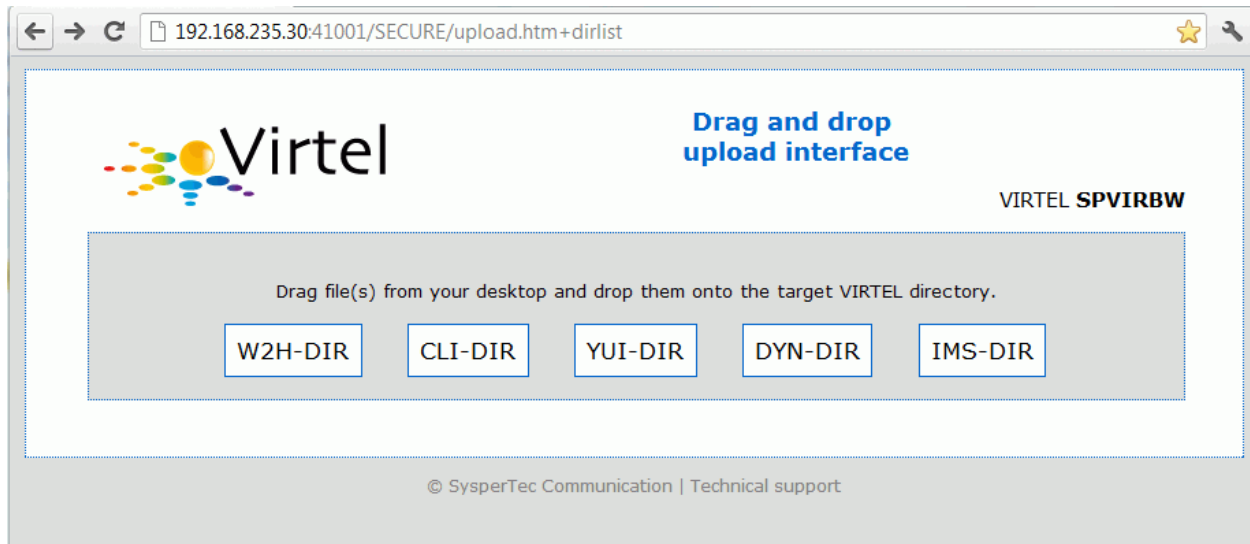 192.168.235.30:41001/SECURE/upload.htm+dirlist
Virtel
Drag and drop
upload interface
VIRTEL SPVIRBW
Drag file(s) from your desktop and drop them onto the target VIRTEL directory.
W2H-DIR CLI-DIR YUI-DIR DYN-DIR IMS-DIR
© SysperTec Communication | Technical support